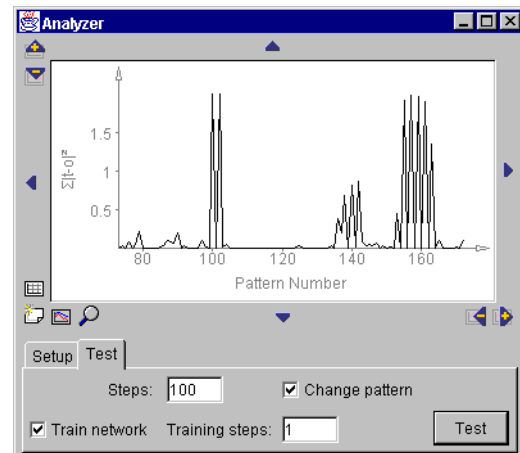 Analyzer
Σ|t-o|²
1.5
1
0.5
80 100 120 140 160
Pattern Number
Setup Test
Steps: 100 Change pattern
Train network Training steps: 1 Test